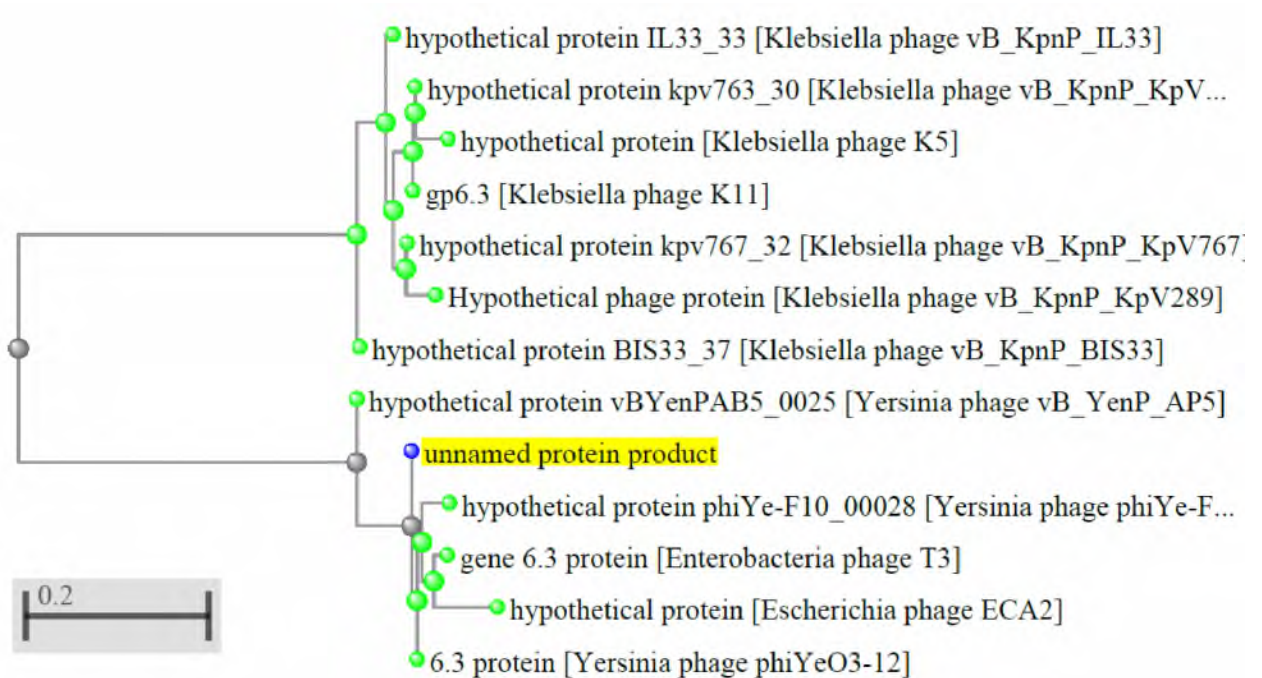 hypothetical protein IL33_33 [Klebsiella phage vB_KpnP_IL33]
hypothetical protein kpv763_30 [Klebsiella phage vB_KpnP_KpV...
hypothetical protein [Klebsiella phage K5]
gp6.3 [Klebsiella phage K11]
hypothetical protein kpv767_32 [Klebsiella phage vB_KpnP_KpV767]
Hypothetical phage protein [Klebsiella phage vB_KpnP_KpV289]
hypothetical protein BIS33_37 [Klebsiella phage vB_KpnP_BIS33]
hypothetical protein vBYenPAB5_0025 [Yersinia phage vB_YenP_AP5]
unnamed protein product
hypothetical protein phiYe-F10_00028 [Yersinia phage phiYe-F...
gene 6.3 protein [Enterobacteria phage T3]
0.2
hypothetical protein [Escherichia phage ECA2]
6.3 protein [Yersinia phage phiYeO3-12]